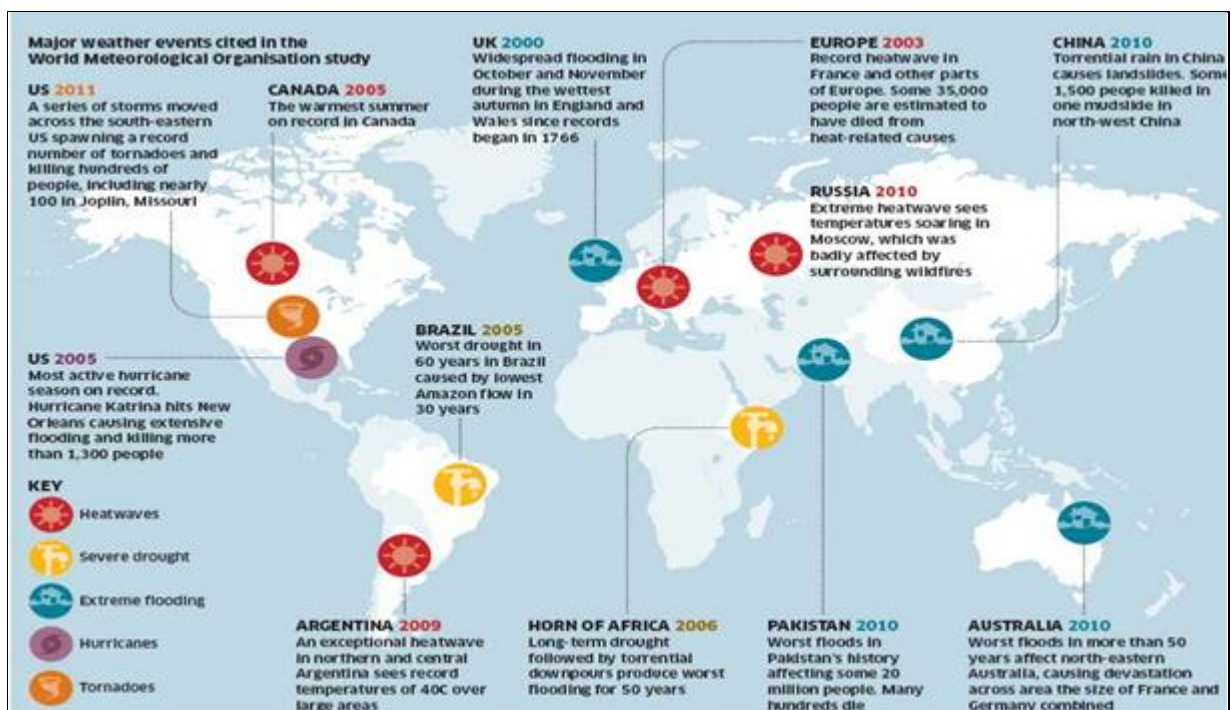 Major weather events cited in the
World Meteorological Organisation study
US 2011
A series of storms moved
across the south-eastern
US spawning a record
number of tornadoes and
killing hundreds of
people, including nearly
100 in Joplin, Missouri
CANADA 2005
The warmest summer
on record in Canada
UK 2000
Widespread flooding in
October and November
during the wettest
autumn in England and
Wales since records
began in 1766
EUROPE 2003
Record heatwave in
France and other parts
of Europe. Some 35,000
people are estimated to
have died from
heat-related causes
CHINA 2010
Torrential rain in China
causes landslides. Some
1,500 peope killed in
one mudslide in
north-west China
RUSSIA 2010
Extreme heatwave sees
temperatures soaring in
Moscow, which was
badly affected by
surrounding wildfires
BRAZIL 2005
Worst drought in
60 years in Brazil
caused by lowest
Amazon flow in
30 years
US 2005
Most active hurricane
season on record.
Hurricane Katrina hits New
Orleans causing extensive
flooding and killing more
than 1,300 people
KEY
Heatwaves
Severe drought
Extreme flooding
Hurricanes
Tornadoes
ARGENTINA 2009
An exceptional heatwave
in northern and central
Argentina sees record
temperatures of 40C over
large areas
HORN OF AFRICA 2006
Long-term drought
followed by torrential
downpours produce worst
flooding for 50 years
PAKISTAN 2010
Worst floods in
Pakistan's history
affecting some 20
million people. Many
hundreds die
AUSTRALIA 2010
Worst floods in more than 50
years affect north-eastern
Australia, causing devastation
across area the size of France and
Germany combined